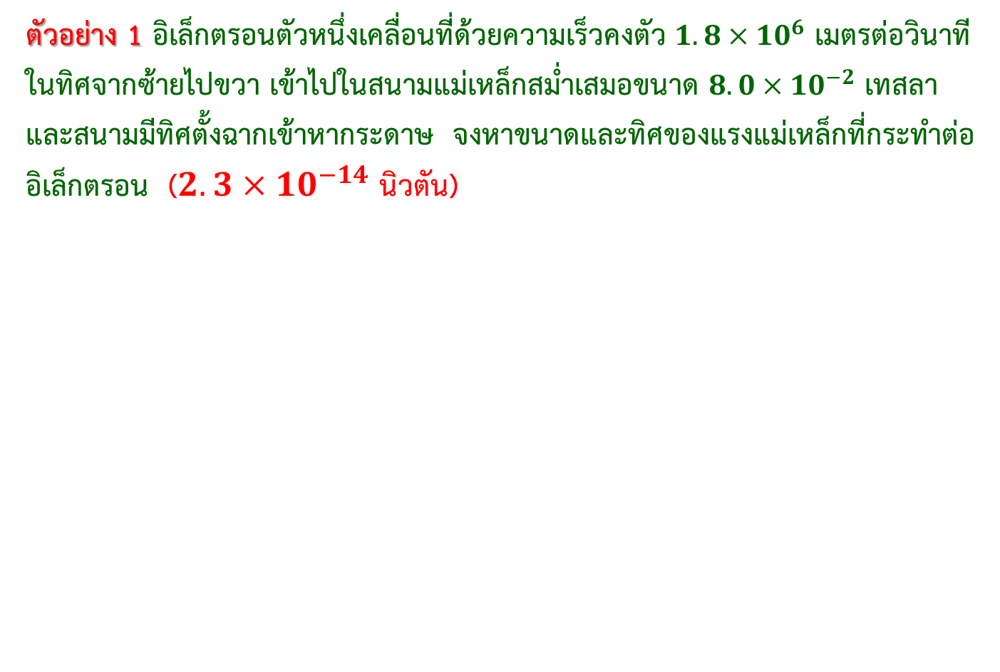 ตัวอย่าง 1 อิเล็กตรอนตัวหนึ่งเคลื่อนที่ด้วยความเร็วคงตัว 1.8 × 10⁶ เมตรต่อวินาที
ในทิศจากซ้ายไปขวา เข้าไปในสนามแม่เหล็กสม่ำเสมอขนาด 8.0 × 10⁻² เทสลา
และสนามมีทิศตั้งฉากเข้าหากระดาษ จงหาขนาดและทิศของแรงแม่เหล็กที่กระทำต่อ
อิเล็กตรอน (2.3 × 10⁻¹⁴ นิวตัน)